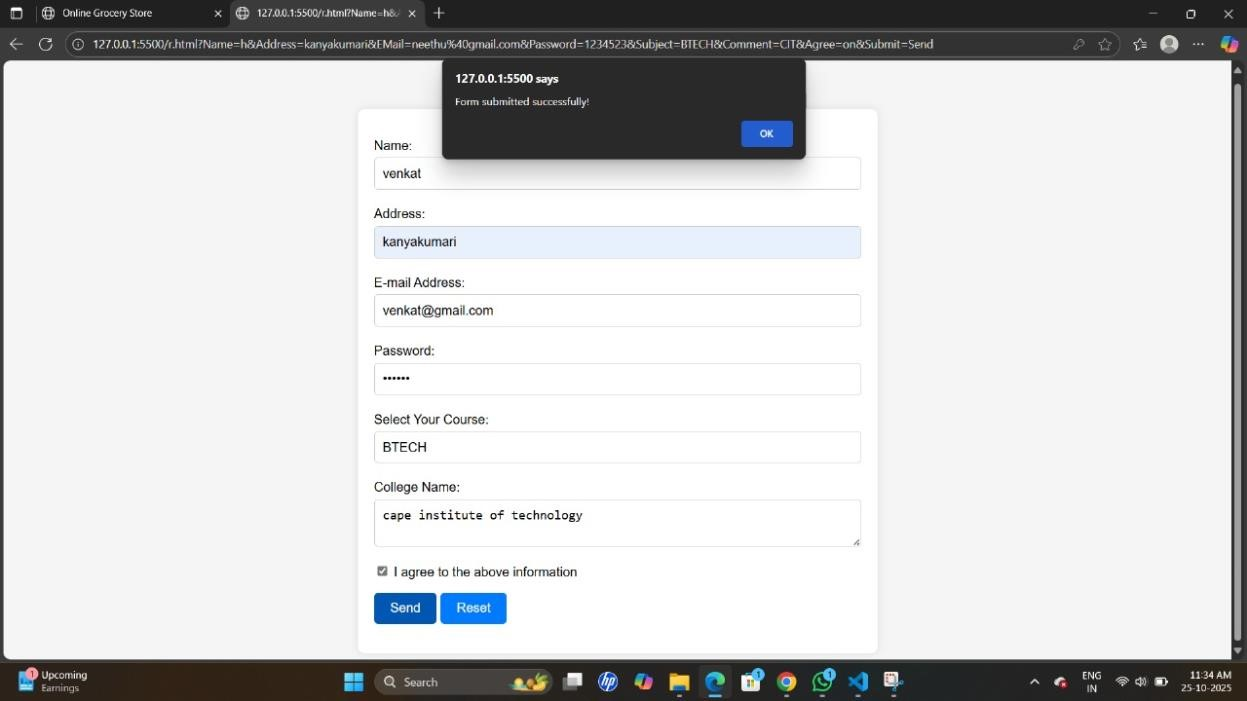 Online Grocery Store
127.0.0.1:5500/r.html?Name=h&A
127.0.0.1:5500/r.html?Name=h&Address=kanyakumari&EMail=neethu%40gmail.com&Password=1234523&Subject=BTECH&Comment=CIT&Agree=on&Submit=Send
127.0.0.1:5500 says
Form submitted successfully!
OK
Name:
venkat
Address:
kanyakumari
E-mail Address:
venkat@gmail.com
Password:
••••••
Select Your Course:
BTECH
College Name:
cape institute of technology
I agree to the above information
Send Reset
1
Upcoming
Earnings
Search
hp
1
1
ENG
IN
11:34 AM
25-10-2025